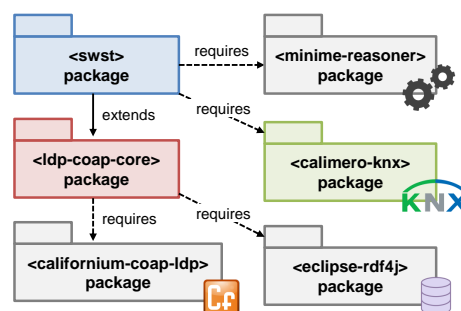 <swst>
package
requires
<minime-reasoner>
package
extends
requires
<ldp-coap-core>
package
<calimero-knx>
package
KNX
requires
requires
<californium-coap-ldp>
package
Cf
<eclipse-rdf4j>
package